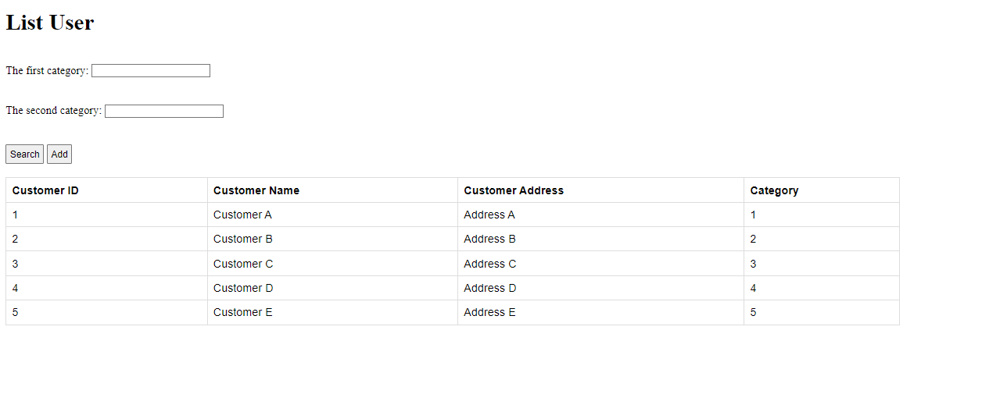 List User
The first category:
The second category:
Search Add
Customer ID Customer Name Customer Address Category
1 Customer A Address A 1
2 Customer B Address B 2
3 Customer C Address C 3
4 Customer D Address D 4
5 Customer E Address E 5